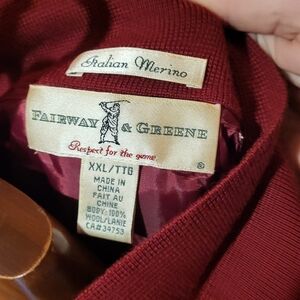 Italian Merino
FAIRWAY & GREENE
Respect for the game
XXL/TTG
MADE IN
CHINA
FAIT AU
CHINE
BODY: 100%
WOOL/LAINE
CA# 34753